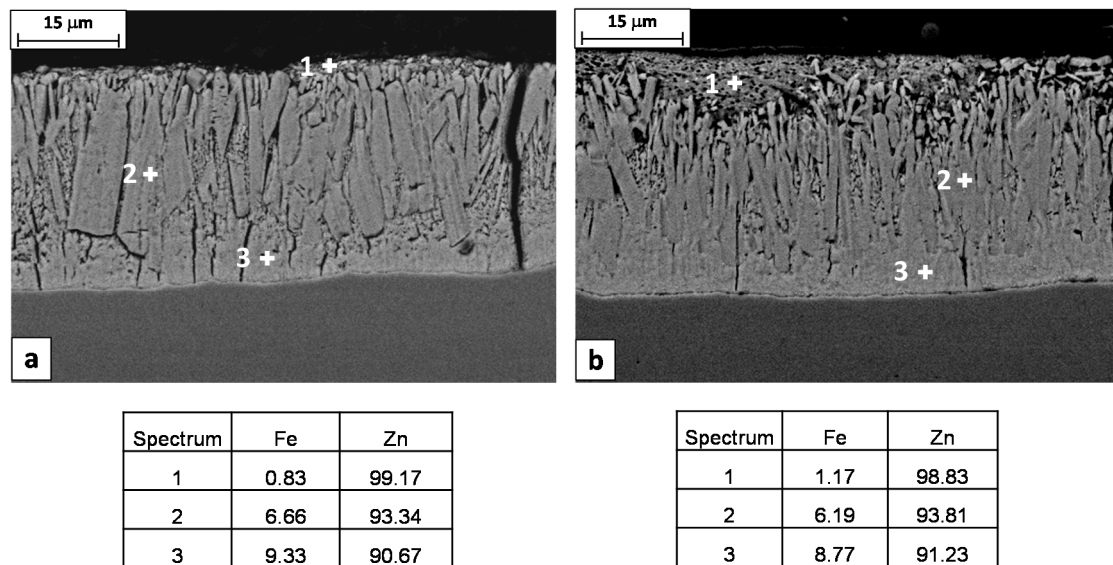 15 μm
1 +
2 +
3 +
a
15 μm
1 +
2 +
3 +
b
Spectrum Fe Zn
1 0.83 99.17
2 6.66 93.34
3 9.33 90.67
Spectrum Fe Zn
1 1.17 98.83
2 6.19 93.81
3 8.77 91.23